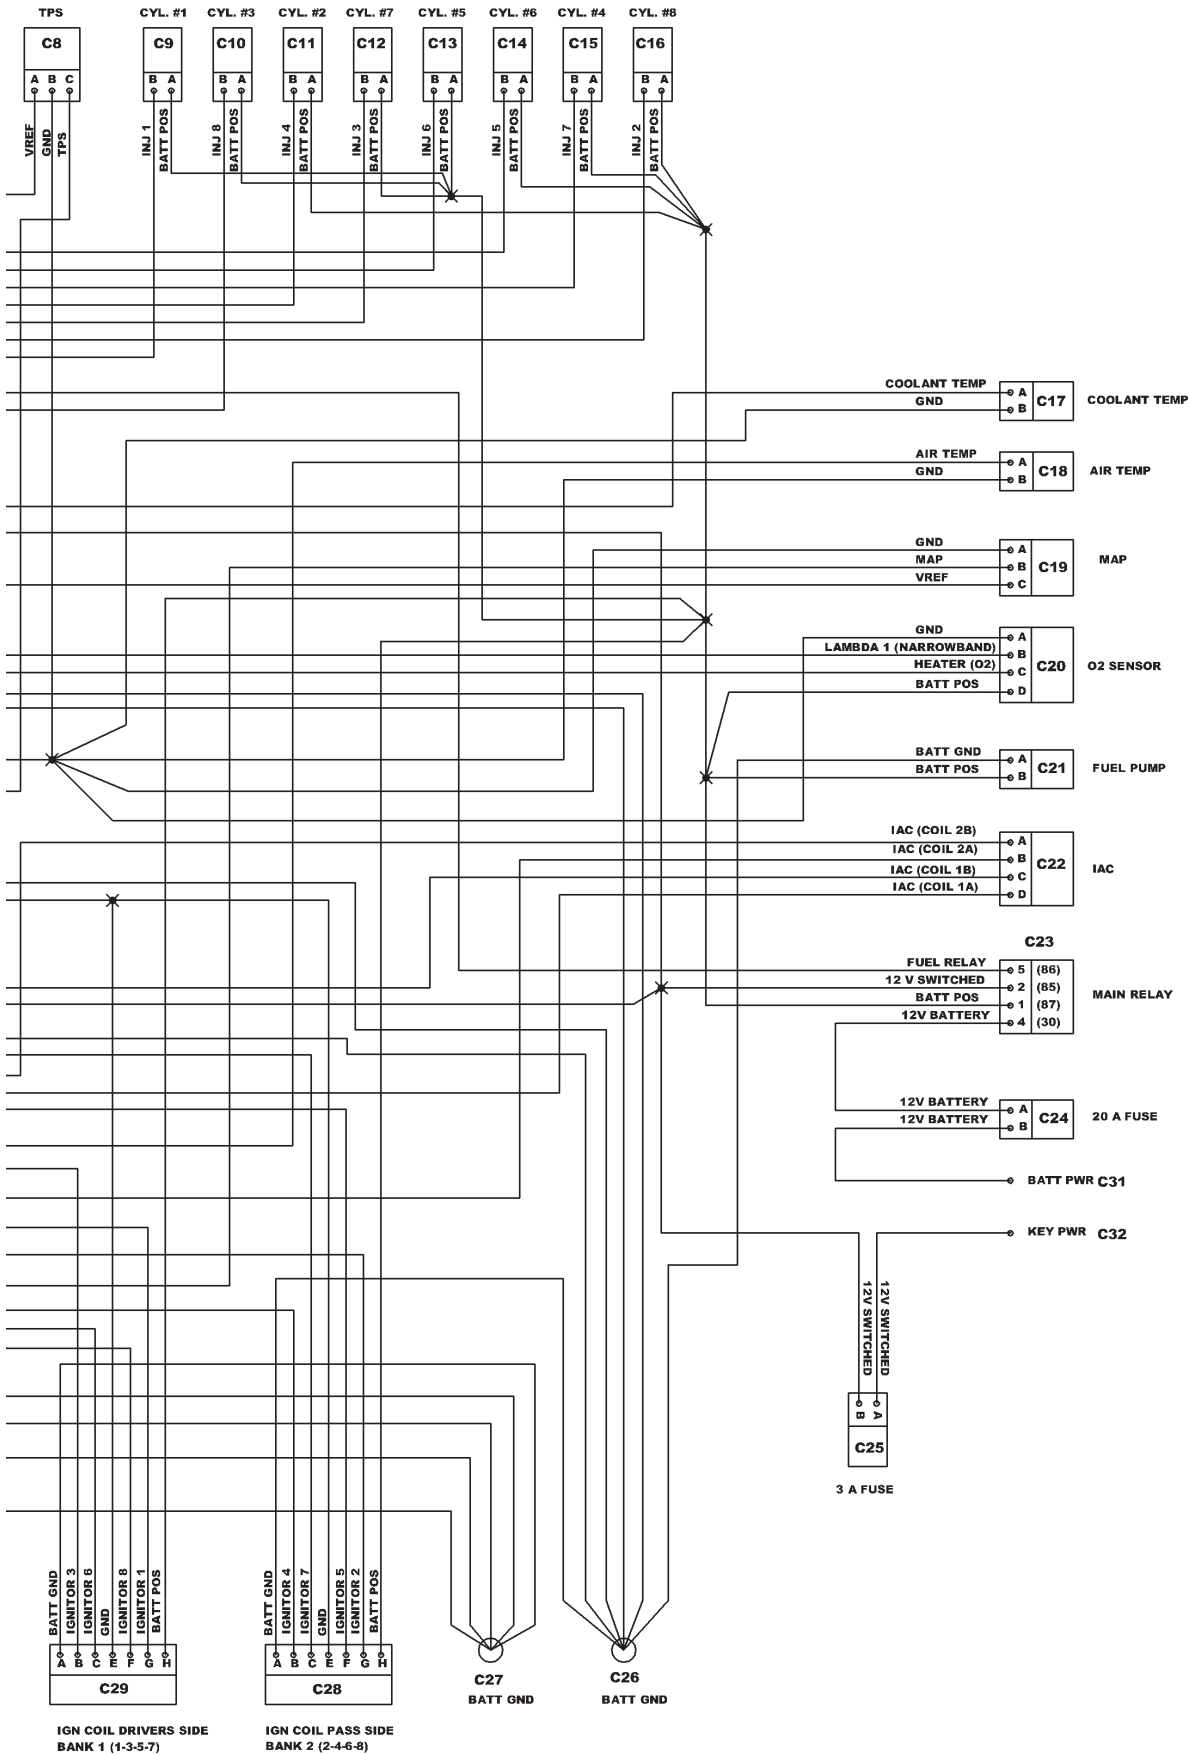 TPS CYL. #1 CYL. #3 CYL. #2 CYL. #7 CYL. #5 CYL. #6 CYL. #4 CYL. #8
C8 C9 C10 C11 C12 C13 C14 C15 C16
A B C B A B A B A B A B A B A B A B A
VREF
GND
TPS
INJ 1
BATT POS
INJ 8
BATT POS
INJ 4
BATT POS
INJ 3
BATT POS
INJ 6
BATT POS
INJ 5
BATT POS
INJ 7
BATT POS
INJ 2
BATT POS
COOLANT TEMP A
GND B
C17 COOLANT TEMP
AIR TEMP A
GND B
C18 AIR TEMP
GND A
MAP B
VREF C
C19 MAP
GND A
LAMBDA 1 (NARROWBAND) B
HEATER (O2) C
BATT POS D
C20 O2 SENSOR
BATT GND A
BATT POS B
C21 FUEL PUMP
IAC (COIL 2B) A
IAC (COIL 2A) B
IAC (COIL 1B) C
IAC (COIL 1A) D
C22 IAC
C23
FUEL RELAY 5 (86)
12 V SWITCHED 2 (85)
BATT POS 1 (87)
12V BATTERY 4 (30)
MAIN RELAY
12V BATTERY A
12V BATTERY B
C24 20 A FUSE
BATT PWR C31
KEY PWR C32
12V SWITCHED
12V SWITCHED
B A
C25
3 A FUSE
BATT GND
IGNITOR 3
IGNITOR 6
GND
IGNITOR 8
IGNITOR 1
BATT POS
A B C E F G H
C29
IGN COIL DRIVERS SIDE
BANK 1 (1-3-5-7)
BATT GND
IGNITOR 4
IGNITOR 7
GND
IGNITOR 5
IGNITOR 2
BATT POS
A B C E F G H
C28
IGN COIL PASS SIDE
BANK 2 (2-4-6-8)
C27
BATT GND
C26
BATT GND